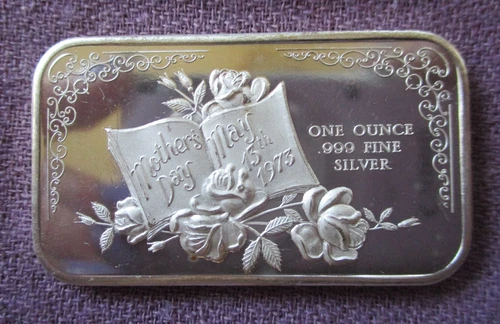 Mother's
Day
May
13th
1973
ONE OUNCE
.999 FINE
SILVER